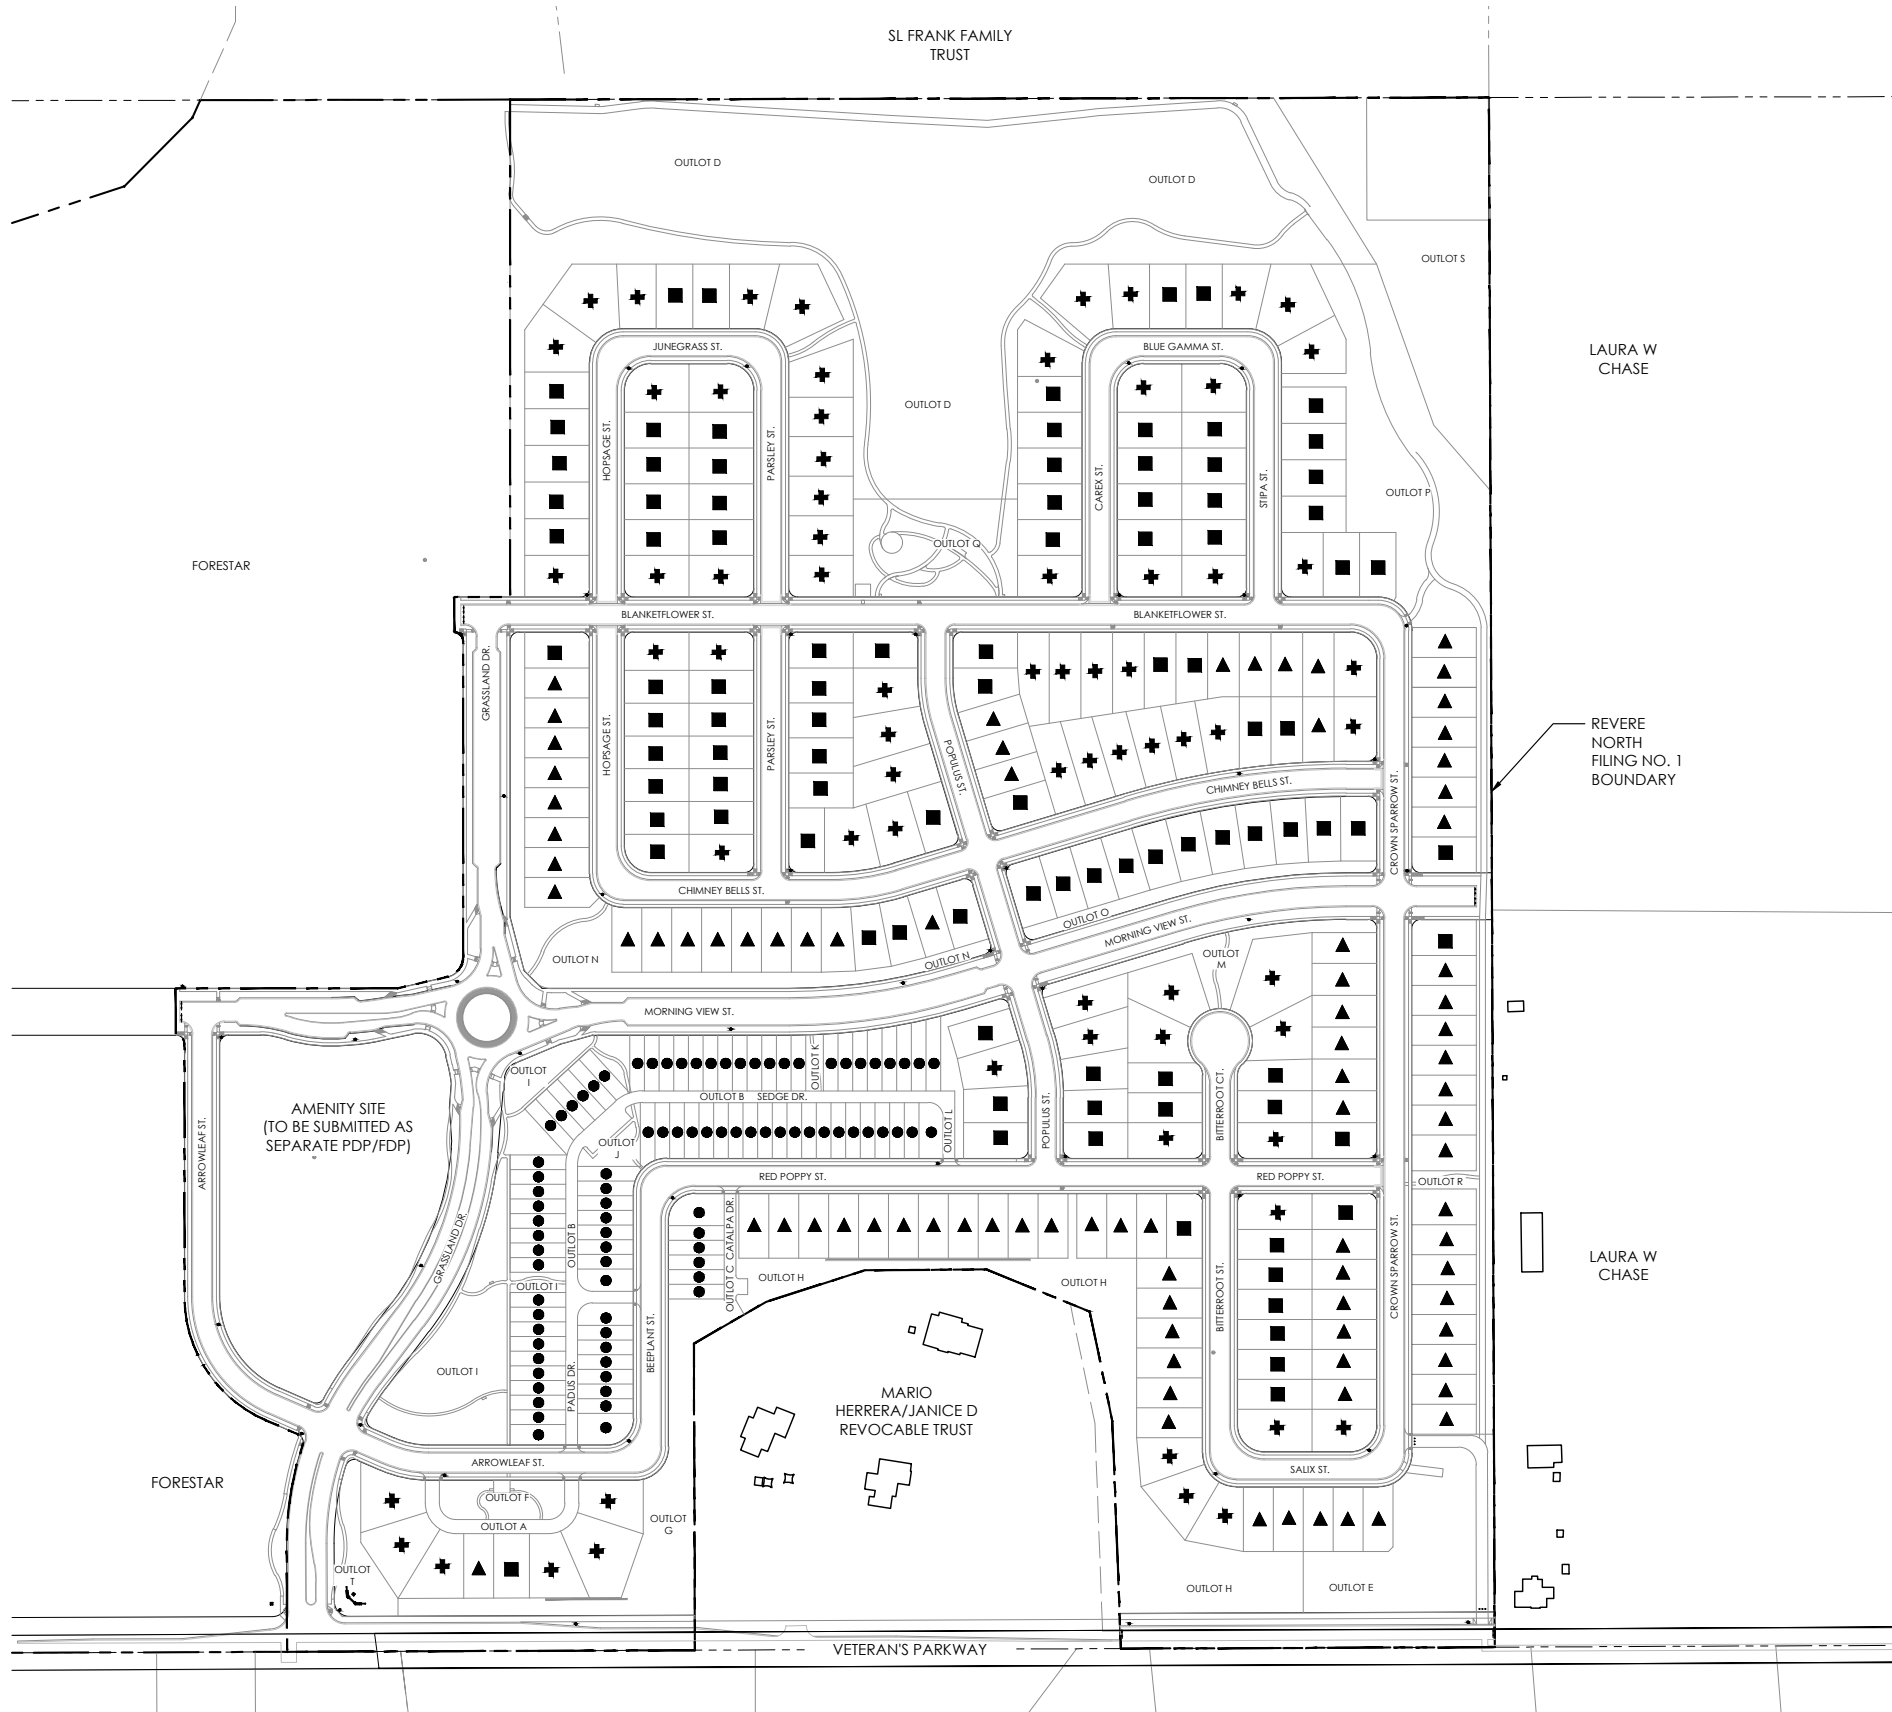 SL FRANK FAMILY
TRUST
OUTLOT D
OUTLOT D
OUTLOT S
JUNEGRASS ST.
BLUE GAMMA ST.
LAURA W
CHASE
OUTLOT D
HOPSAGE ST.
PARSLEY ST.
CAREX ST.
STIPA ST.
OUTLOT P
OUTLOT Q
FORESTAR
BLANKETFLOWER ST.
BLANKETFLOWER ST.
GRASSLAND DR.
HOPSAGE ST.
PARSLEY ST.
POPULUS ST.
CHIMNEY BELLS ST.
CROWN SPARROW ST.
REVERE
NORTH
FILING NO. 1
BOUNDARY
CHIMNEY BELLS ST.
OUTLOT O
MORNING VIEW ST.
OUTLOT N
OUTLOT N
OUTLOT
M
MORNING VIEW ST.
OUTLOT
I
OUTLOT K
OUTLOT B
SEDGE DR.
OUTLOT L
POPULUS ST.
BITTERROOT CT.
AMENITY SITE
(TO BE SUBMITTED AS
SEPARATE PDP/FDP)
ARROWLEAF ST.
OUTLOT
J
RED POPPY ST.
RED POPPY ST.
OUTLOT R
GRASSLAND DR.
OUTLOT B
OUTLOT C
CATALPA DR.
OUTLOT H
OUTLOT H
OUTLOT I
BITTERROOT ST.
CROWN SPARROW ST.
LAURA W
CHASE
BEEPLANT ST.
OUTLOT I
PADUS DR.
MARIO
HERRERA/JANICE D
REVOCABLE TRUST
ARROWLEAF ST.
SALIX ST.
FORESTAR
OUTLOT F
OUTLOT A
OUTLOT
G
OUTLOT
T
OUTLOT H
OUTLOT E
VETERAN'S PARKWAY